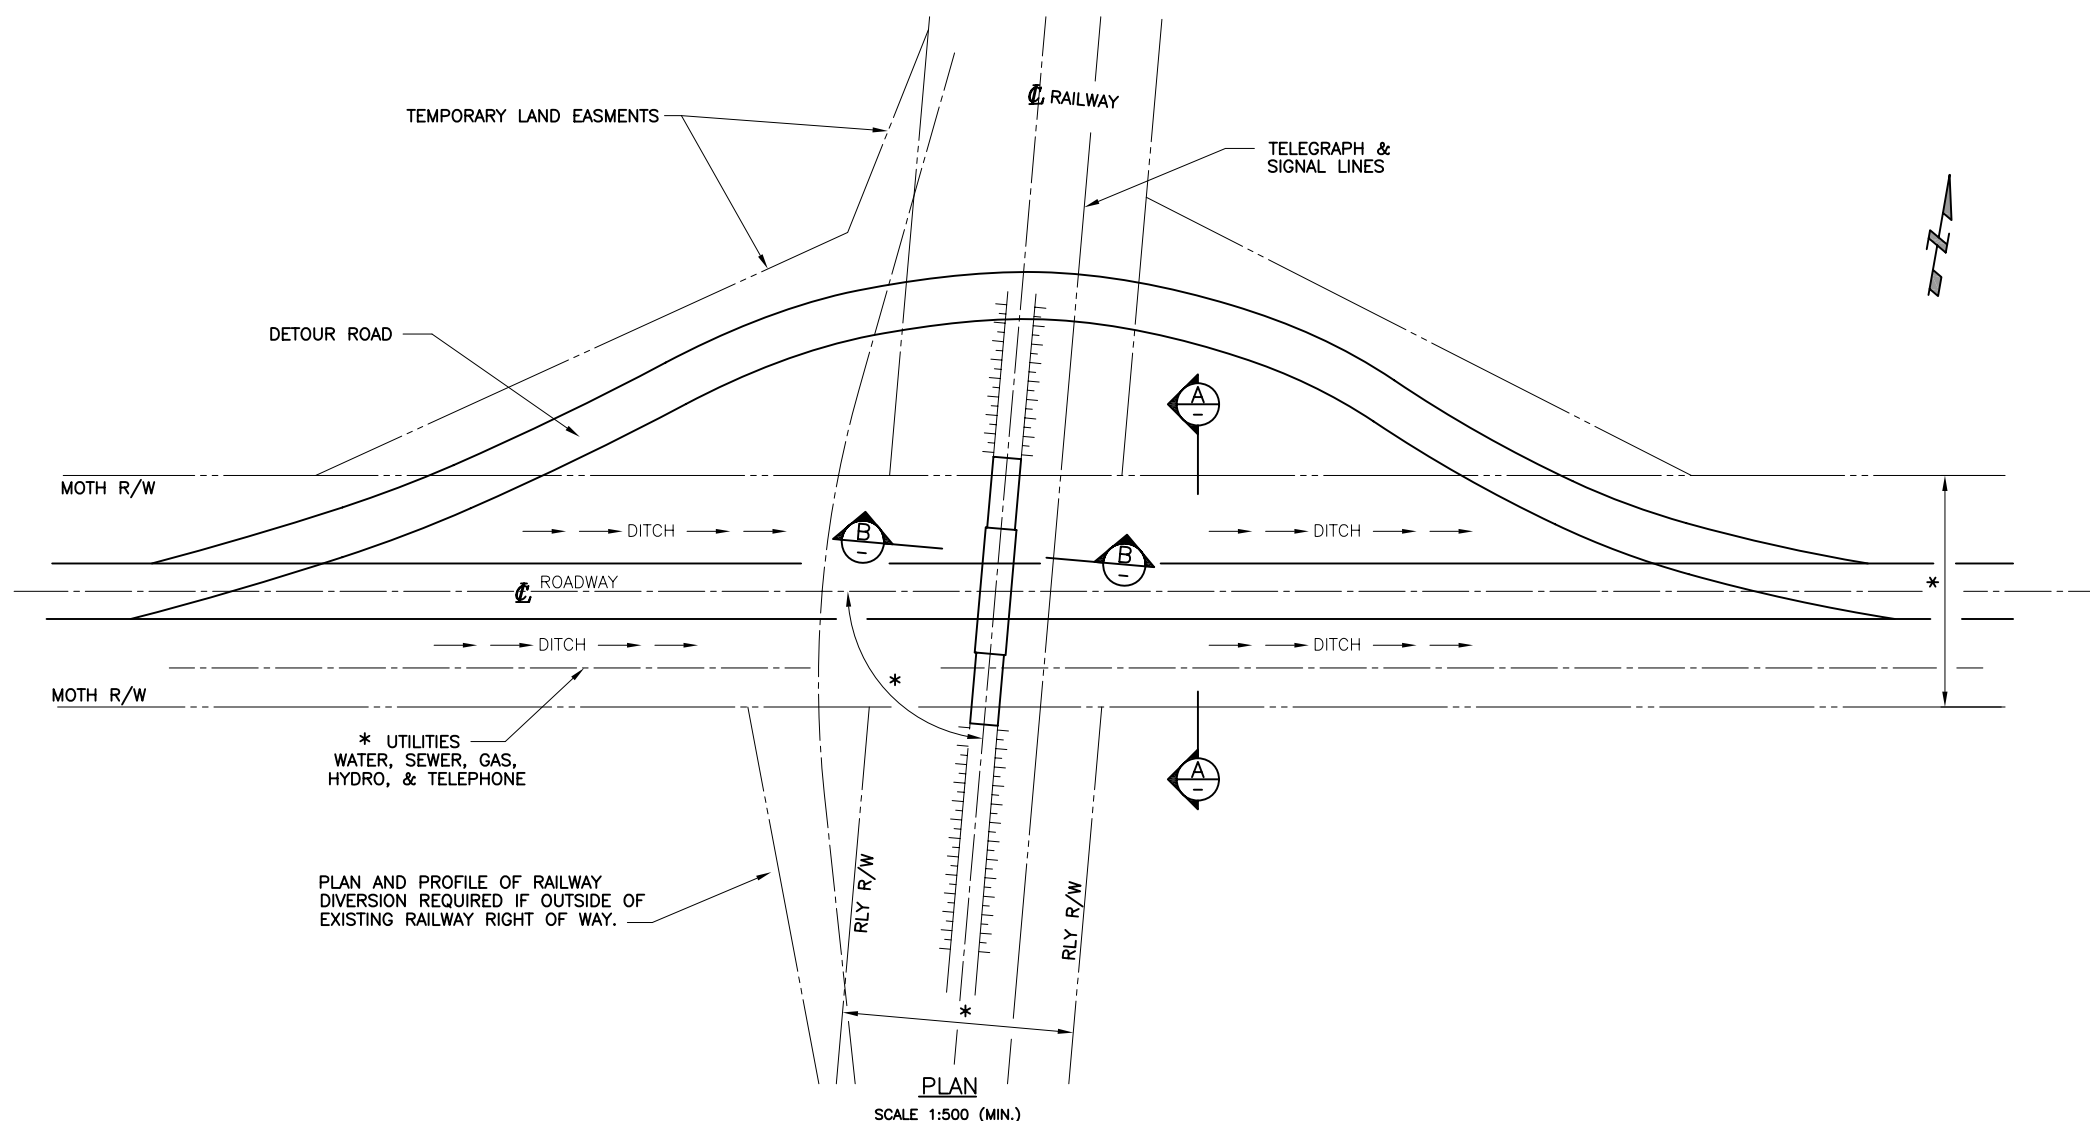 ℄ RAILWAY
TEMPORARY LAND EASMENTS
TELEGRAPH &
SIGNAL LINES
N
DETOUR ROAD
A
-
MOTH R/W
DITCH
DITCH
B
-
B
-
℄ ROADWAY
*
DITCH
DITCH
*
MOTH R/W
* UTILITIES
WATER, SEWER, GAS,
HYDRO, & TELEPHONE
A
-
PLAN AND PROFILE OF RAILWAY
DIVERSION REQUIRED IF OUTSIDE OF
EXISTING RAILWAY RIGHT OF WAY.
RLY R/W
RLY R/W
*
PLAN
SCALE 1:500 (MIN.)